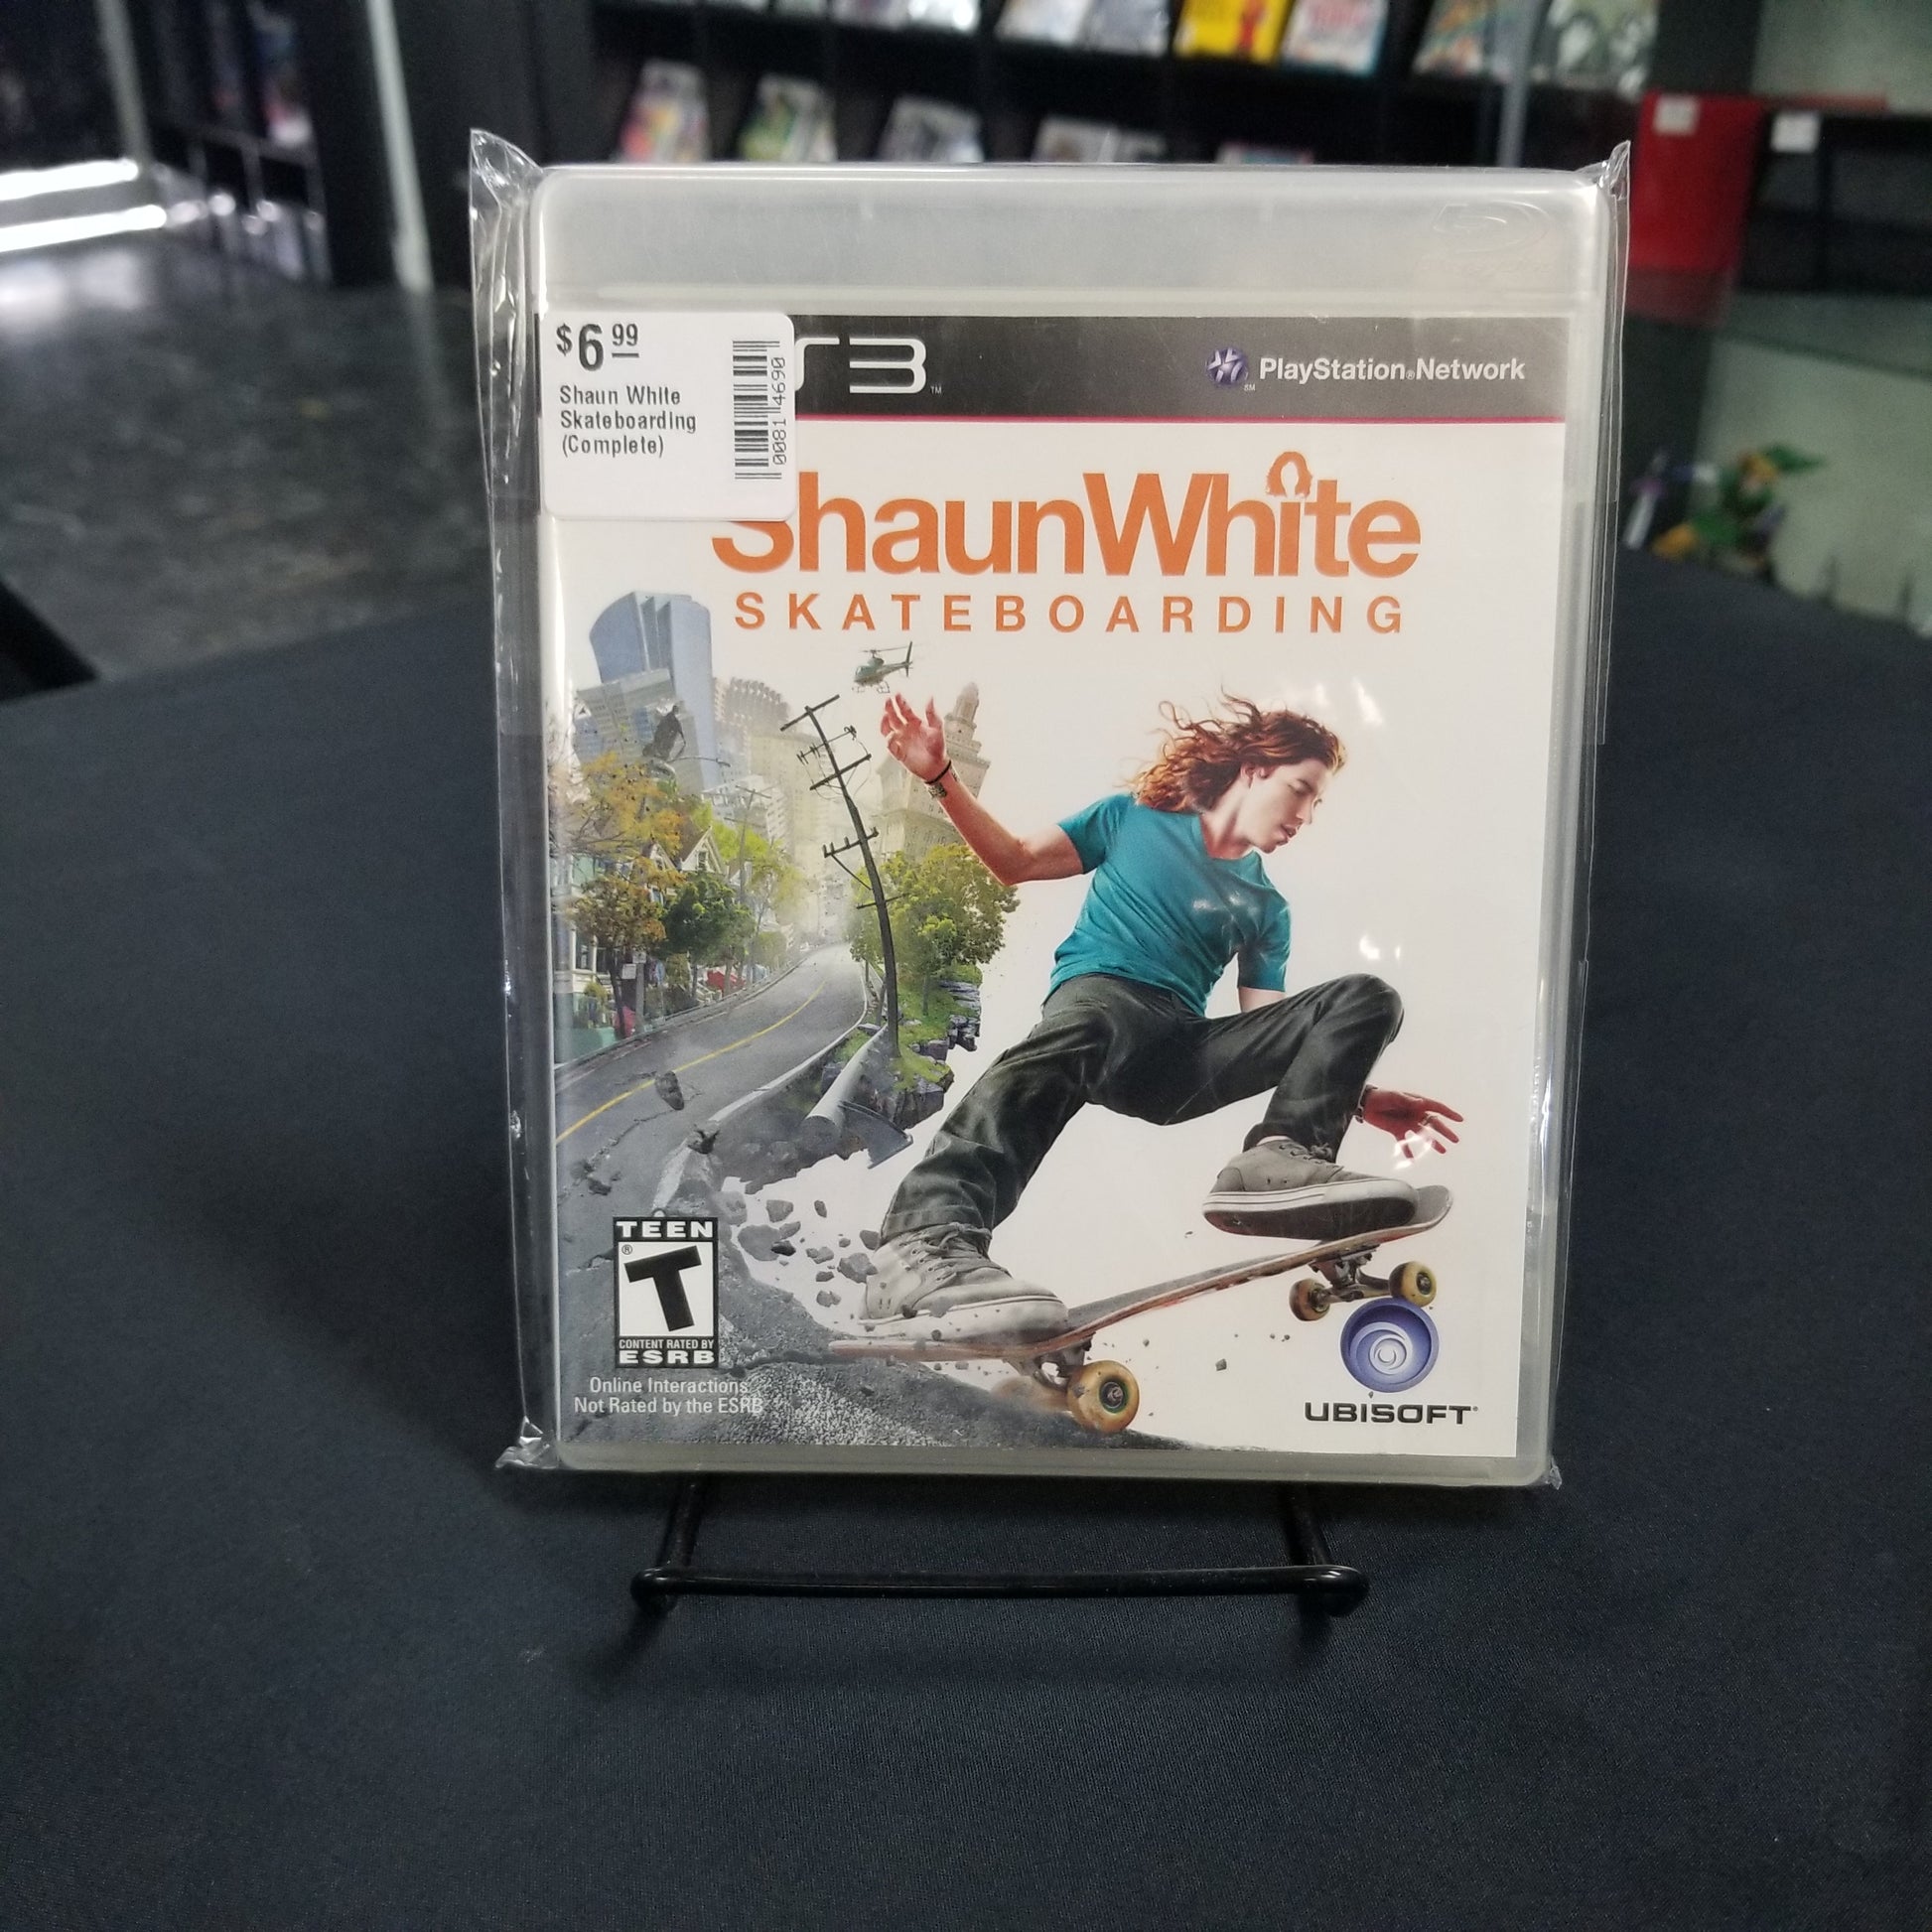 $6 99
Shaun White
Skateboarding
(Complete)
0081 4690
S3
PlayStation®Network
ShaunWhite
SKATEBOARDING
TEEN
T
CONTENT RATED BY
ESRB
Online Interactions
Not Rated by the ESRB
UBISOFT